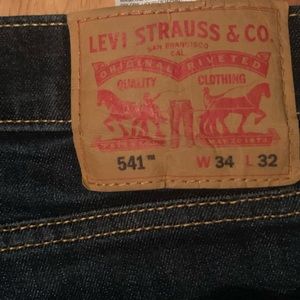 LEVI STRAUSS & CO.
SAN FRANCISCO
CAL.
ORIGINAL RIVETED
QUALITY CLOTHING
541™ W 34 L 32